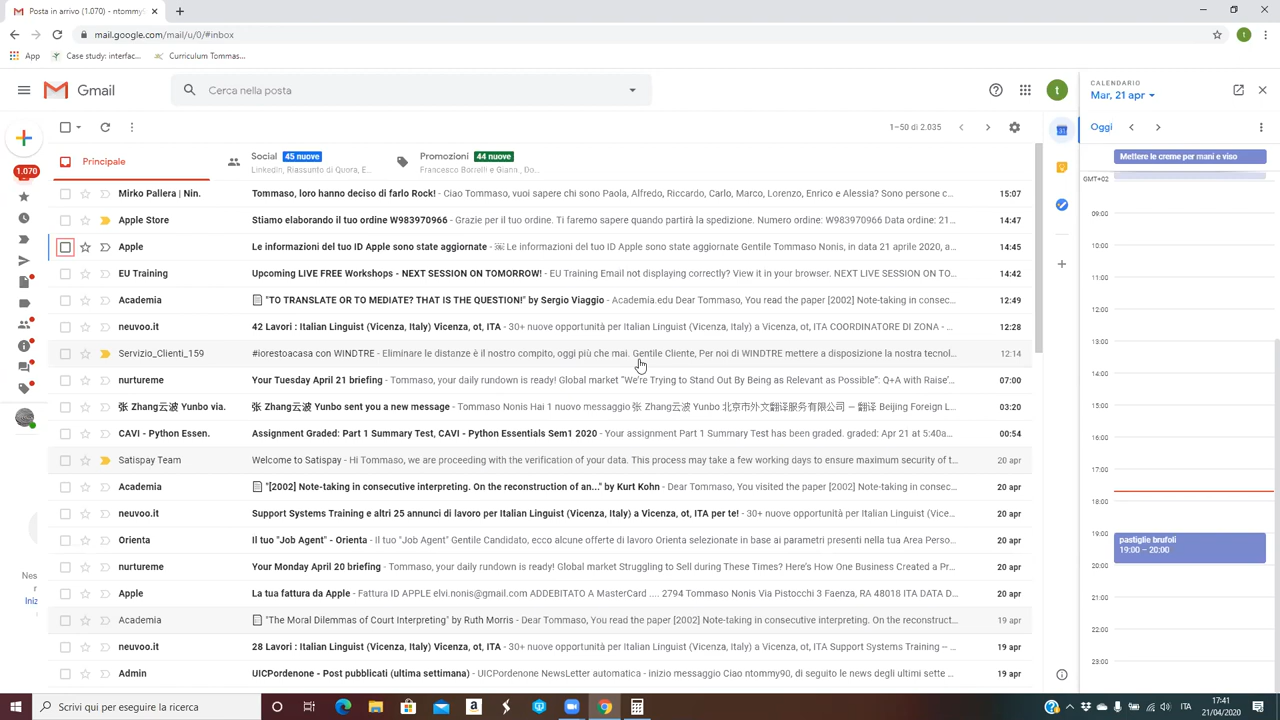 Posta in arrivo (1.070) - ntommy9
mail.google.com/mail/u/0/#inbox
App Case study: interfac... Curriculum Tommas...
Gmail
Cerca nella posta
t
CALENDARIO
Mar, 21 apr
1–50 di 2.035
Oggi
Principale
Social 45 nuove
LinkedIn, Riassunto di Quora, E...
Promozioni 44 nuove
Francesco Borrelli e Gianni, Do...
1.070
Mirko Pallera | Nin. Tommaso, loro hanno deciso di farlo Rock! - Ciao Tommaso, vuoi sapere chi sono Paola, Alfredo, Riccardo, Carlo, Marco, Lorenzo, Enrico e Alessia? Sono persone c... 15:07
Apple Store Stiamo elaborando il tuo ordine W983970966 - Grazie per il tuo ordine. Ti faremo sapere quando partirà la spedizione. Numero ordine: W983970966 Data ordine: 21... 14:47
Apple Le informazioni del tuo ID Apple sono state aggiornate - Le informazioni del tuo ID Apple sono state aggiornate Gentile Tommaso Nonis, in data 21 aprile 2020, a... 14:45
EU Training Upcoming LIVE FREE Workshops - NEXT SESSION ON TOMORROW! - EU Training Email not displaying correctly? View it in your browser. NEXT LIVE SESSION ON TO... 14:42
Academia "TO TRANSLATE OR TO MEDIATE? THAT IS THE QUESTION!" by Sergio Viaggio - Academia.edu Dear Tommaso, You read the paper [2002] Note-taking in consec... 12:49
neuvoo.it 42 Lavori : Italian Linguist (Vicenza, Italy) Vicenza, ot, ITA - 30+ nuove opportunità per Italian Linguist (Vicenza, Italy) a Vicenza, ot, ITA COORDINATORE DI ZONA - ... 12:28
Servizio_Clienti_159 #iorestoacasa con WINDTRE - Eliminare le distanze è il nostro compito, oggi più che mai. Gentile Cliente, Per noi di WINDTRE mettere a disposizione la nostra tecnol... 12:14
nurtureme Your Tuesday April 21 briefing - Tommaso, your daily rundown is ready! Global market “We're Trying to Stand Out By Being as Relevant as Possible”: Q+A with Raise'... 07:00
张 Zhang云波 Yunbo via. 张 Zhang云波 Yunbo sent you a new message - Tommaso Nonis Hai 1 nuovo messaggio 张 Zhang云波 Yunbo 北京市外文翻译服务有限公司 — 翻译 Beijing Foreign L... 03:20
CAVI - Python Essen. Assignment Graded: Part 1 Summary Test, CAVI - Python Essentials Sem1 2020 - Your assignment Part 1 Summary Test has been graded. graded: Apr 21 at 5:40a... 00:54
Satispay Team Welcome to Satispay - Hi Tommaso, we are proceeding with the verification of your data. This process may take a few working days to ensure maximum security of t... 20 apr
Academia "[2002] Note-taking in consecutive interpreting. On the reconstruction of an..." by Kurt Kohn - Dear Tommaso, You visited the paper [2002] Note-taking in consecutive interpreting... 20 apr
neuvoo.it Support Systems Training e altri 25 annunci di lavoro per Italian Linguist (Vicenza, Italy) a Vicenza, ot, ITA per te! - 30+ nuove opportunità per Italian Linguist (Vice... 20 apr
Orienta Il tuo "Job Agent" - Orienta - Il tuo "Job Agent" Gentile Candidato, ecco alcune offerte di lavoro Orienta selezionate in base ai parametri presenti nella tua Area Perso... 20 apr
nurtureme Your Monday April 20 briefing - Tommaso, your daily rundown is ready! Global market Struggling to Sell during These Times? Here's How One Business Created a Pr... 20 apr
Apple La tua fattura da Apple - Fattura ID APPLE elvi.nonis@gmail.com ADDEBITATO A MasterCard .... 2794 Tommaso Nonis Via Pistocchi 3 Faenza, RA 48018 ITA DATA D... 20 apr
Academia "The Moral Dilemmas of Court Interpreting" by Ruth Morris - Dear Tommaso, You read the paper [2002] Note-taking in consecutive interpreting. On the reconstruct... 19 apr
neuvoo.it 28 Lavori : Italian Linguist (Vicenza, Italy) Vicenza, ot, ITA - 30+ nuove opportunità per Italian Linguist (Vicenza, Italy) a Vicenza, ot, ITA Support Systems Training -- ... 19 apr
Admin UICPordenone - Post pubblicati (ultima settimana) - UICPordenone NewsLetter automatica - inizio messaggio Ciao ntommy90, di seguito le news degli ultimi sette ... 19 apr
Nes
r
Iniz
Mettere le creme per mani e viso
GMT+02
09:00
10:00
11:00
12:00
13:00
14:00
15:00
16:00
17:00
18:00
19:00
pastiglie brufoli
19:00 – 20:00
20:00
21:00
22:00
23:00
Scrivi qui per eseguire la ricerca
17:41
21/04/2020